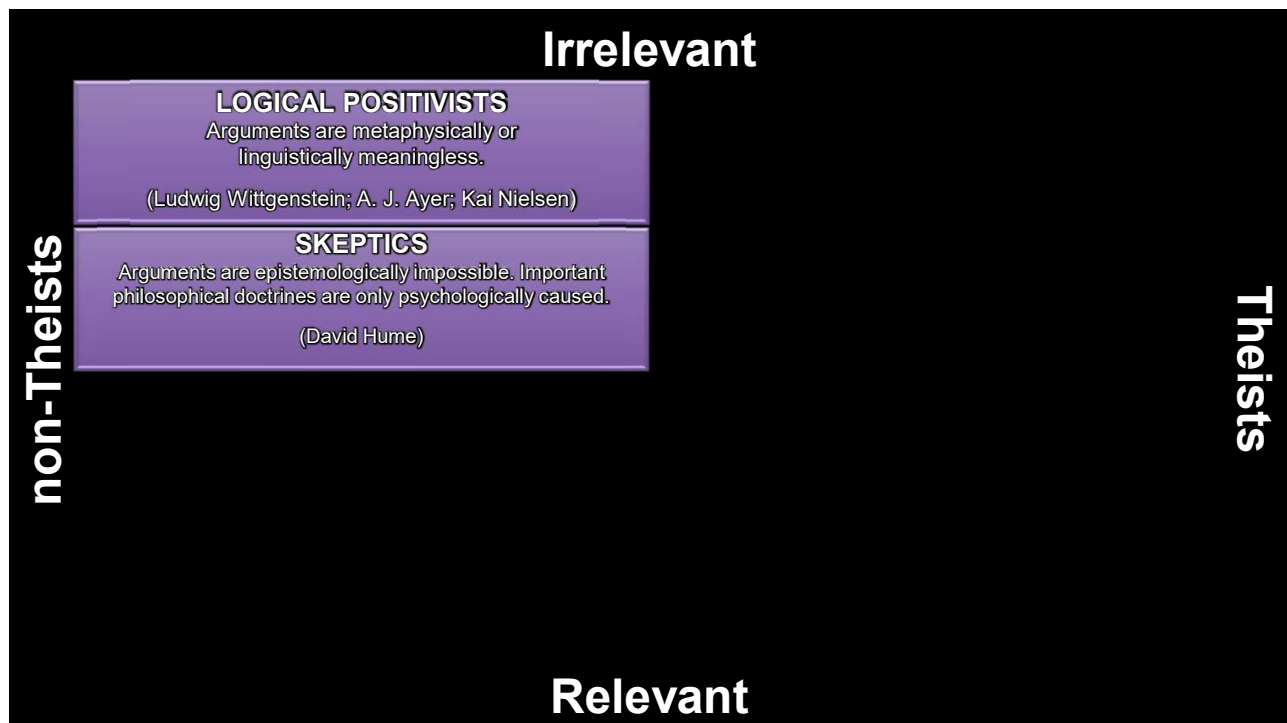 Irrelevant
LOGICAL POSITIVISTS
Arguments are metaphysically or
linguistically meaningless.
(Ludwig Wittgenstein; A. J. Ayer; Kai Nielsen)
SKEPTICS
Arguments are epistemologically impossible. Important
philosophical doctrines are only psychologically caused.
(David Hume)
non-Theists
Theists
Relevant